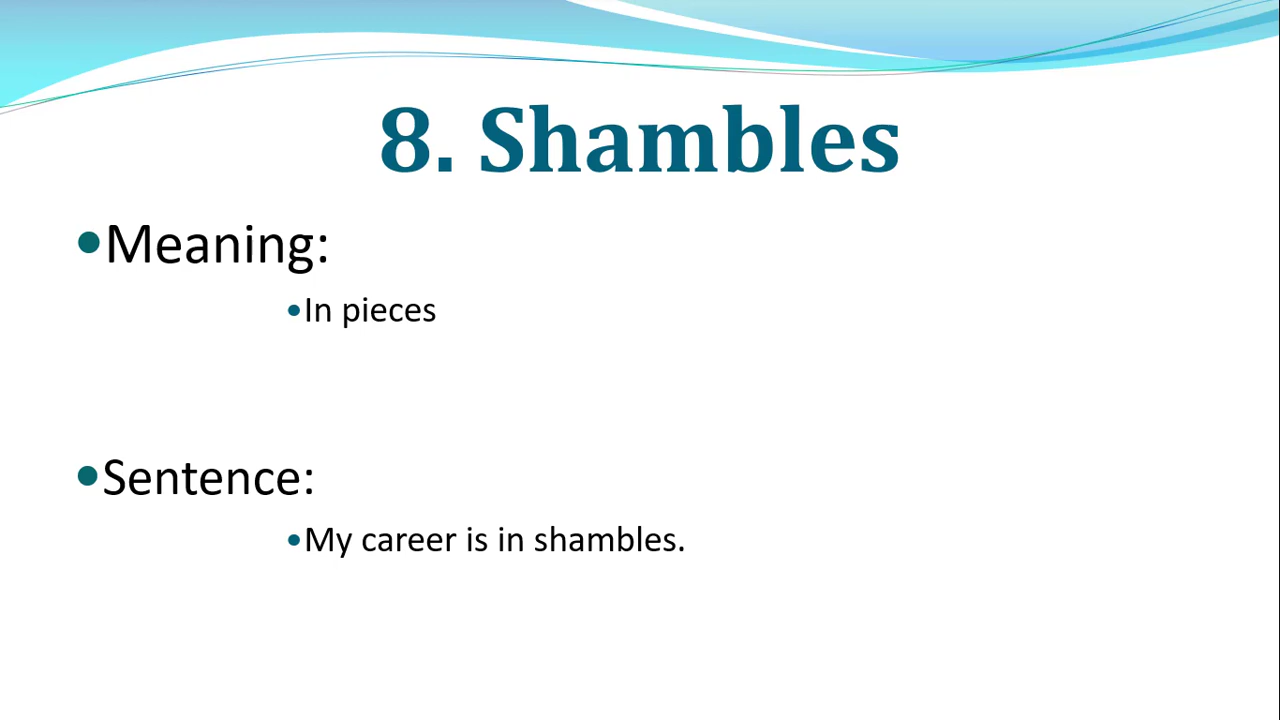 8. Shambles
•Meaning:
•In pieces
•Sentence:
•My career is in shambles.